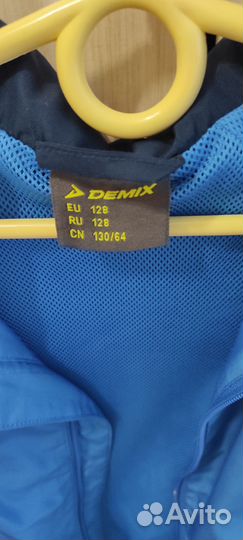 DEMIX
EU 128
RU 128
CN 130/64
Avito